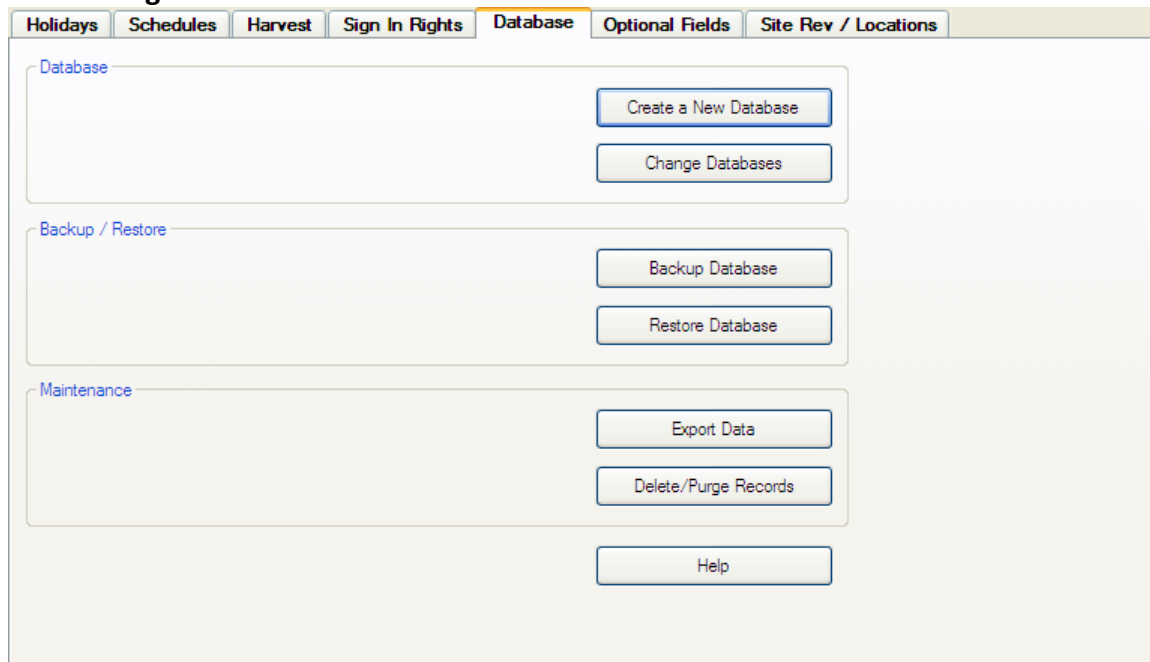 Holidays Schedules Harvest Sign In Rights Database Optional Fields Site Rev / Locations
Database
Create a New Database
Change Databases
Backup / Restore
Backup Database
Restore Database
Maintenance
Export Data
Delete/Purge Records
Help